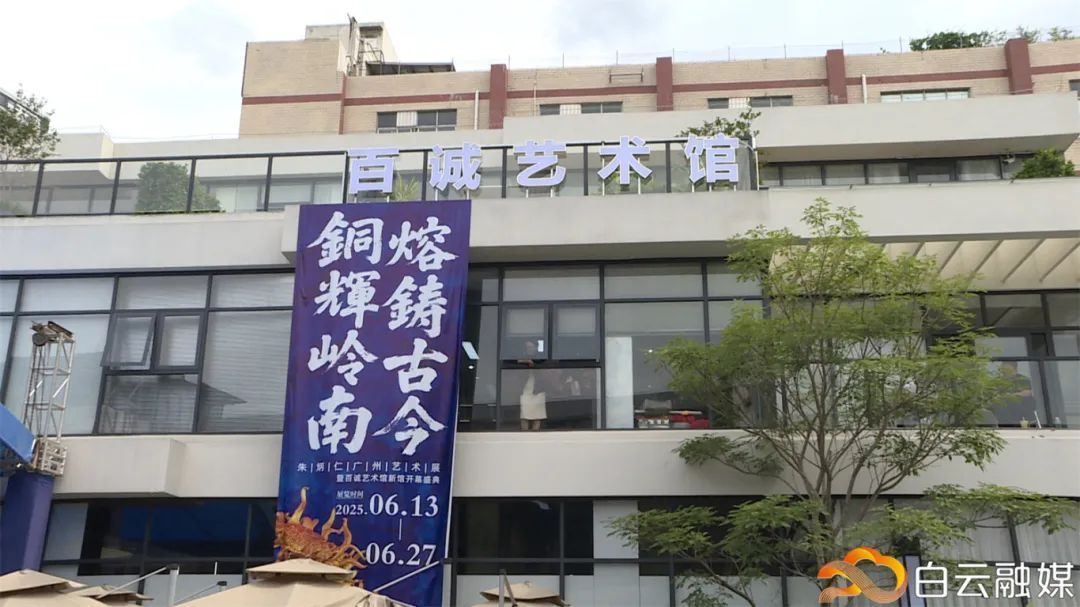 百诚艺术馆
熔鑄古今
銅輝岭南
朱|炳|仁|广|州|艺|术|展
暨百诚艺术馆新馆开幕盛典
展览时间
2025.06.13
06.27
白云融媒